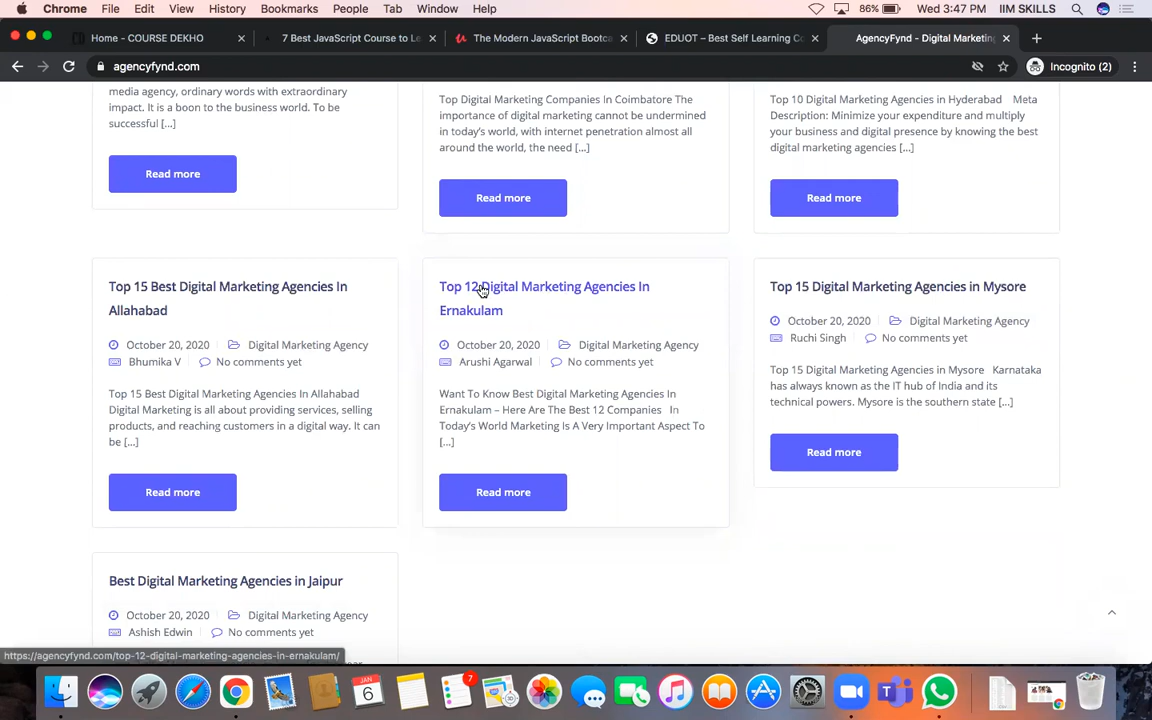 Chrome File Edit View History Bookmarks People Tab Window Help 86% Wed 3:47 PM IIM SKILLS
Home - COURSE DEKHO
7 Best JavaScript Course to Le
The Modern JavaScript Bootca
EDUOT – Best Self Learning Co
AgencyFynd - Digital Marketing
agencyfynd.com
Incognito (2)
media agency, ordinary words with extraordinary
impact. It is a boon to the business world. To be
successful [...]
Read more
Top Digital Marketing Companies In Coimbatore The
importance of digital marketing cannot be undermined
in today's world, with internet penetration almost all
around the world, the need [...]
Read more
Top 10 Digital Marketing Agencies in Hyderabad Meta
Description: Minimize your expenditure and multiply
your business and digital presence by knowing the best
digital marketing agencies [...]
Read more
Top 15 Best Digital Marketing Agencies In
Allahabad
October 20, 2020 Digital Marketing Agency
Bhumika V No comments yet
Top 15 Best Digital Marketing Agencies In Allahabad
Digital Marketing is all about providing services, selling
products, and reaching customers in a digital way. It can
be [...]
Read more
Top 12 Digital Marketing Agencies In
Ernakulam
October 20, 2020 Digital Marketing Agency
Arushi Agarwal No comments yet
Want To Know Best Digital Marketing Agencies In
Ernakulam – Here Are The Best 12 Companies In
Today's World Marketing Is A Very Important Aspect To
[...]
Read more
Top 15 Digital Marketing Agencies in Mysore
October 20, 2020 Digital Marketing Agency
Ruchi Singh No comments yet
Top 15 Digital Marketing Agencies in Mysore Karnataka
has always known as the IT hub of India and its
technical powers. Mysore is the southern state [...]
Read more
Best Digital Marketing Agencies in Jaipur
October 20, 2020 Digital Marketing Agency
Ashish Edwin No comments yet
https://agencyfynd.com/top-12-digital-marketing-agencies-in-ernakulam/
JAN
6
7